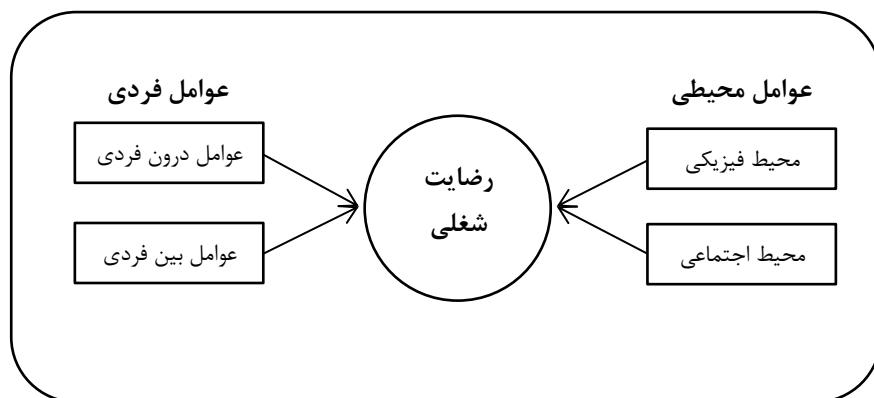 عوامل محیطی
محیط فیزیکی
محیط اجتماعی
رضایت
شغلی
عوامل فردی
عوامل درون فردی
عوامل بین فردی